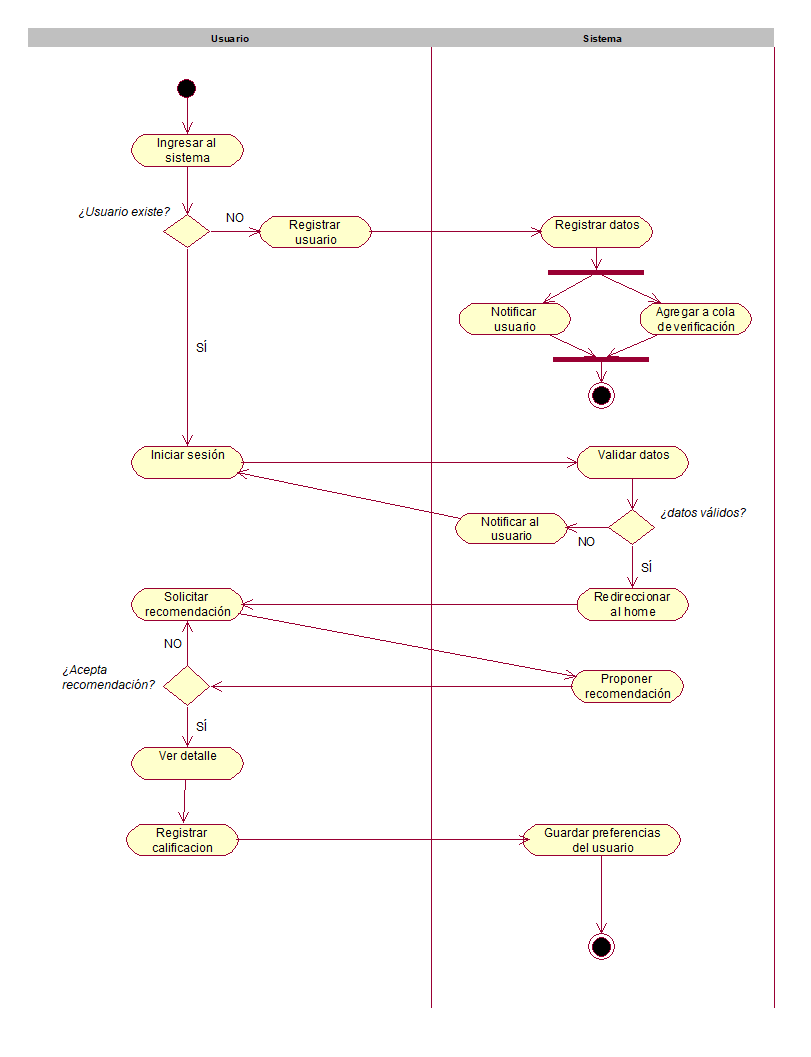 Usuario
Sistema
Ingresar al
sistema
¿Usuario existe?
NO
Registrar
usuario
Registrar datos
Notificar
usuario
Agregar a cola
de verificación
SÍ
Iniciar sesión
Validar datos
¿datos válidos?
Notificar al
usuario
NO
SÍ
Solicitar
recomendación
Redireccionar
al home
NO
¿Acepta
recomendación?
Proponer
recomendación
SÍ
Ver detalle
Registrar
calificacion
Guardar preferencias
del usuario